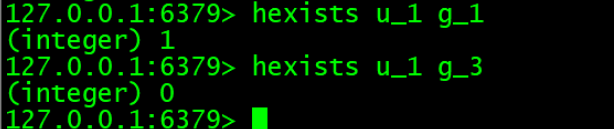 127.0.0.1:6379> hexists u_1 g_1
(integer) 1
127.0.0.1:6379> hexists u_1 g_3
(integer) 0
127.0.0.1:6379>